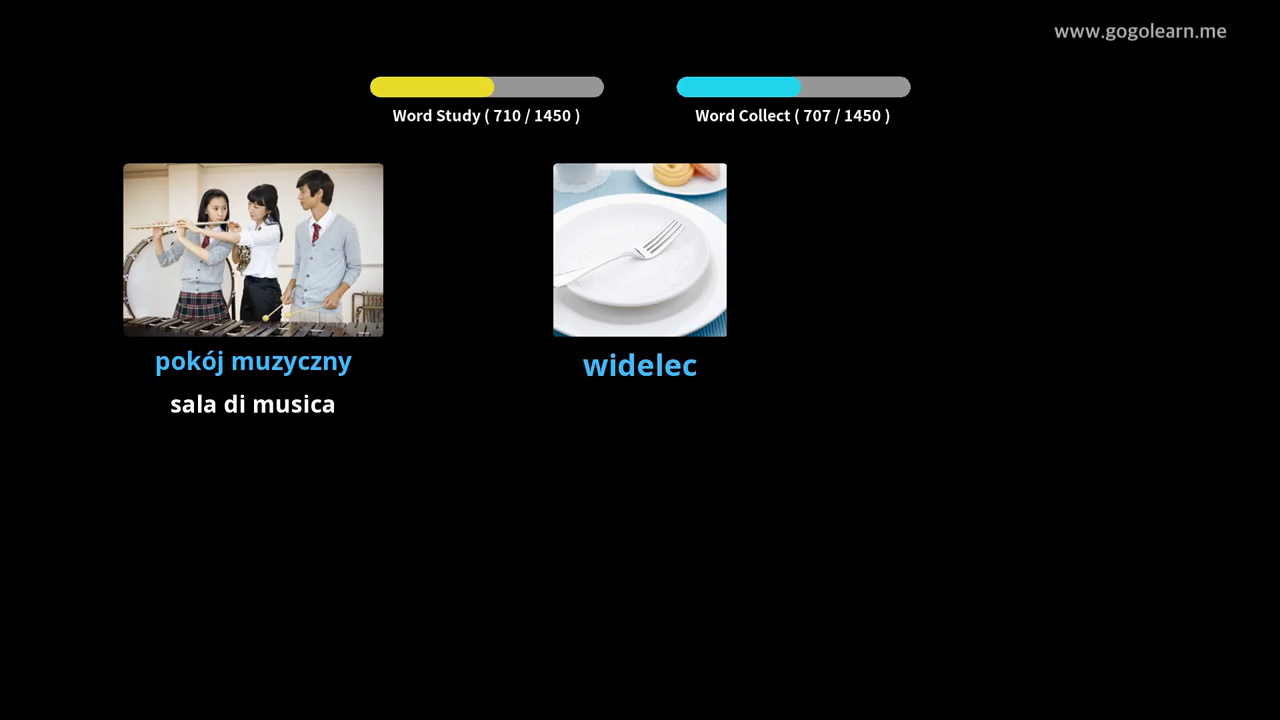 www.gogolearn.me
Word Study ( 710 / 1450 )
Word Collect ( 707 / 1450 )
pokój muzyczny
sala di musica
widelec